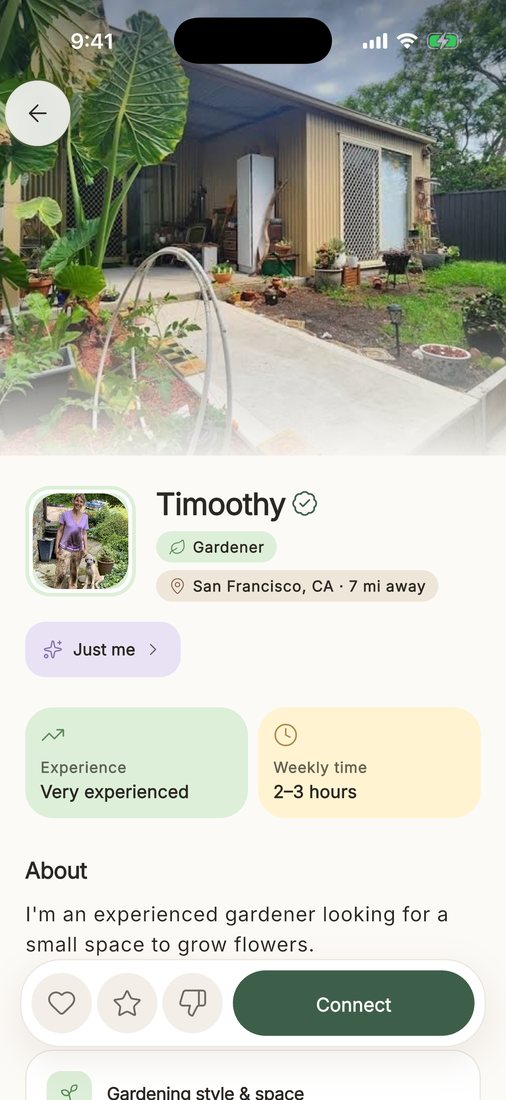 9:41
Timoothy
Gardener
San Francisco, CA · 7 mi away
Just me
Experience
Very experienced
Weekly time
2–3 hours
About
I'm an experienced gardener looking for a
small space to grow flowers.
Connect
Gardening style & space